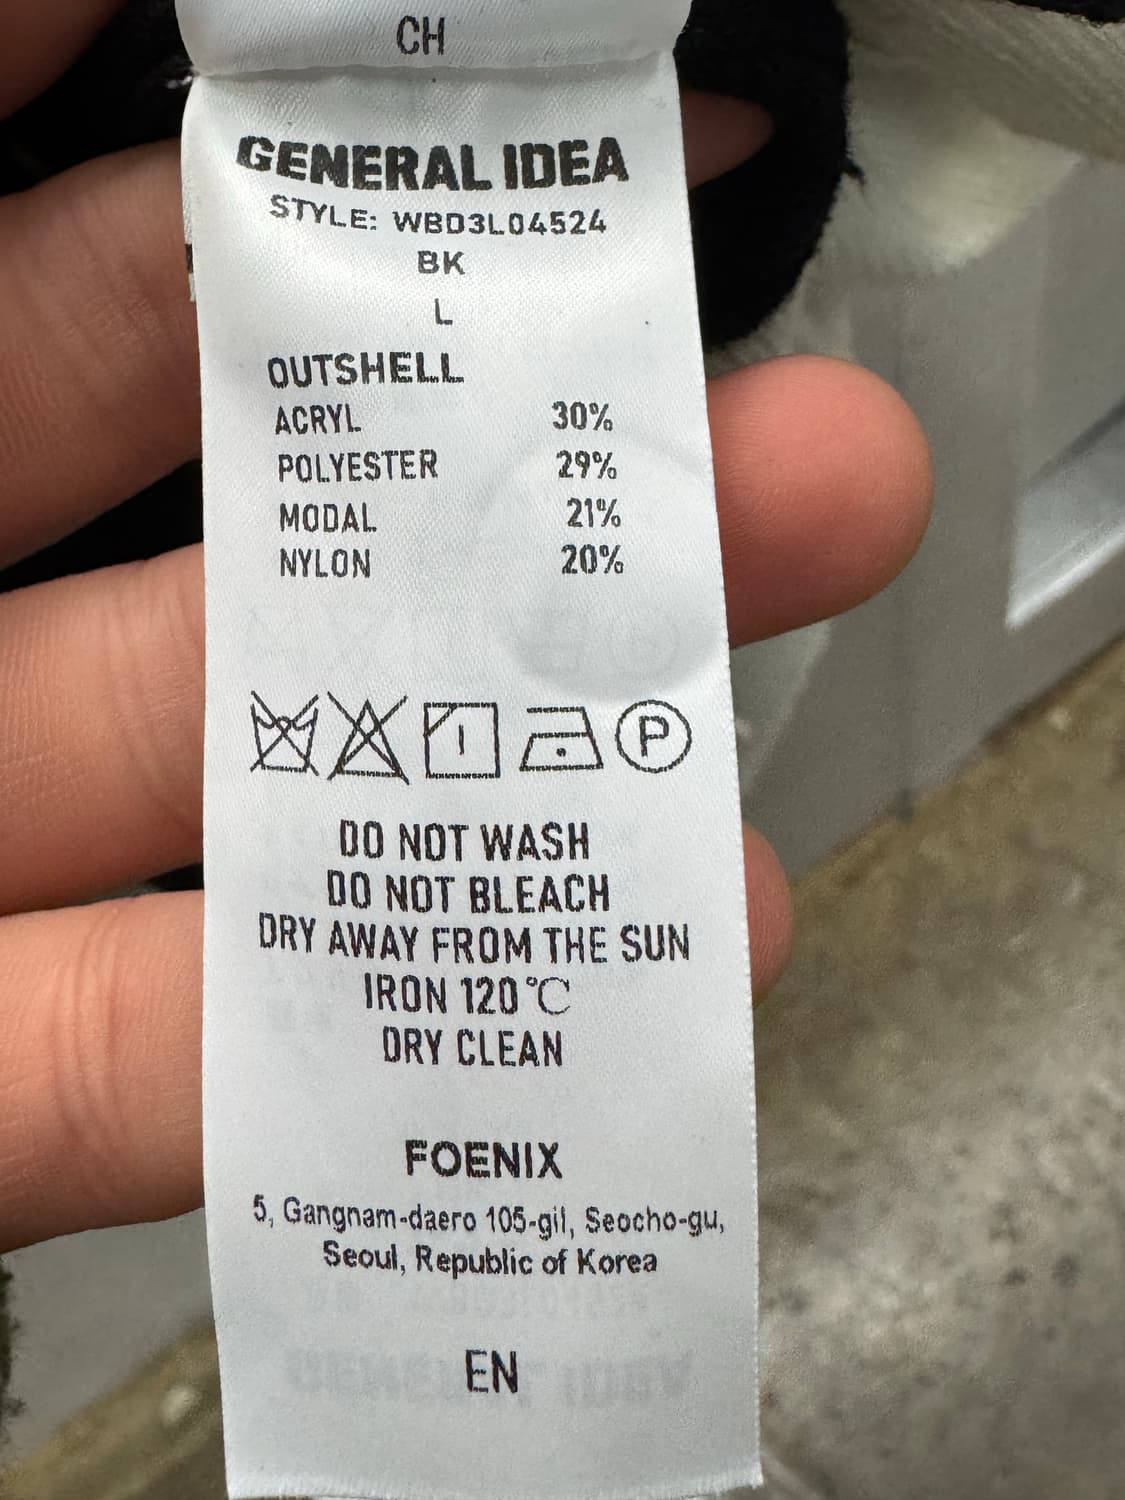 CH
GENERAL IDEA
STYLE: WBD3L04524
BK
L
OUTSHELL
ACRYL 30%
POLYESTER 29%
MODAL 21%
NYLON 20%
P
DO NOT WASH
DO NOT BLEACH
DRY AWAY FROM THE SUN
IRON 120℃
DRY CLEAN
FOENIX
5, Gangnam-daero 105-gil, Seocho-gu,
Seoul, Republic of Korea
EN